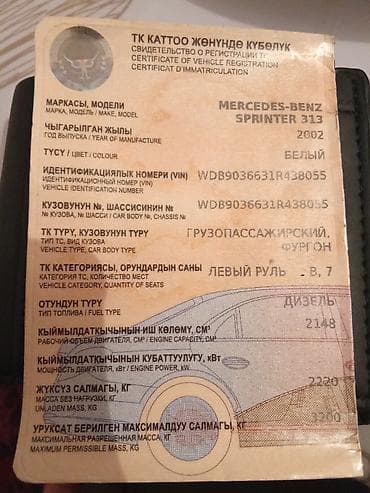 ТК КАТТОО ЖӨНҮНДӨ КҮБӨЛҮК
СВИДЕТЕЛЬСТВО О РЕГИСТРАЦИИ ТС
CERTIFICATE OF VEHICLE REGISTRATION
CERTIFICAT D'IMMATRICULATION
МАРКАСЫ, МОДЕЛИ MERCEDES-BENZ
МАРКА, МОДЕЛЬ / MAKE, MODEL SPRINTER 313
ЧЫГАРЫЛГАН ЖЫЛЫ 2002
ГОД ВЫПУСКА / YEAR OF MANUFACTURE
ТҮСҮ / ЦВЕТ / COLOUR БЕЛЫЙ
ИДЕНТИФИКАЦИЯЛЫК НОМЕРИ (VIN) WDB9036631R438055
ИДЕНТИФИКАЦИОННЫЙ НОМЕР (VIN)
VEHICLE IDENTIFICATION NUMBER
КУЗОВУНУН №, ШАССИСИНИН № WDB9036631R438055
№ КУЗОВА, № ШАССИ / CAR BODY №, CHASSIS №
ТК ТҮРҮ, КУЗОВУНУН ТҮРҮ ГРУЗОПАССАЖИРСКИЙ,
ТИП ТС, ВИД КУЗОВА ФУРГОН
VEHICLE TYPE, CAR BODY TYPE
ТК КАТЕГОРИЯСЫ, ОРУНДАРДЫН САНЫ ЛЕВЫЙ РУЛЬ - B, 7
КАТЕГОРИЯ ТС, КОЛИЧЕСТВО МЕСТ
VEHICLE CATEGORY, QUANTITY OF SEATS
ОТУНДУН ТҮРҮ ДИЗЕЛЬ
ТИП ТОПЛИВА / FUEL TYPE
КЫЙМЫЛДАТКЫЧЫНЫН ИШ КӨЛӨМҮ, СМ³ 2148
РАБОЧИЙ ОБЪЕМ ДВИГАТЕЛЯ, СМ³ / ENGINE CAPACITY, CM³
КЫЙМЫЛДАТКЫЧЫНЫН КУБАТТУУЛУГУ, кВт
МОЩНОСТЬ ДВИГАТЕЛЯ, кВт / ENGINE POWER, kW
ЖҮКСҮЗ САЛМАГЫ, КГ 2220
МАССА БЕЗ НАГРУЗКИ, КГ
UNLADEN MASS, KG
УРУКСАТ БЕРИЛГЕН МАКСИМАЛДУУ САЛМАГЫ, КГ 3200
МАКСИМАЛЬНАЯ РАЗРЕШЕННАЯ МАССА, КГ
MAXIMUM PERMISSIBLE MASS, KG